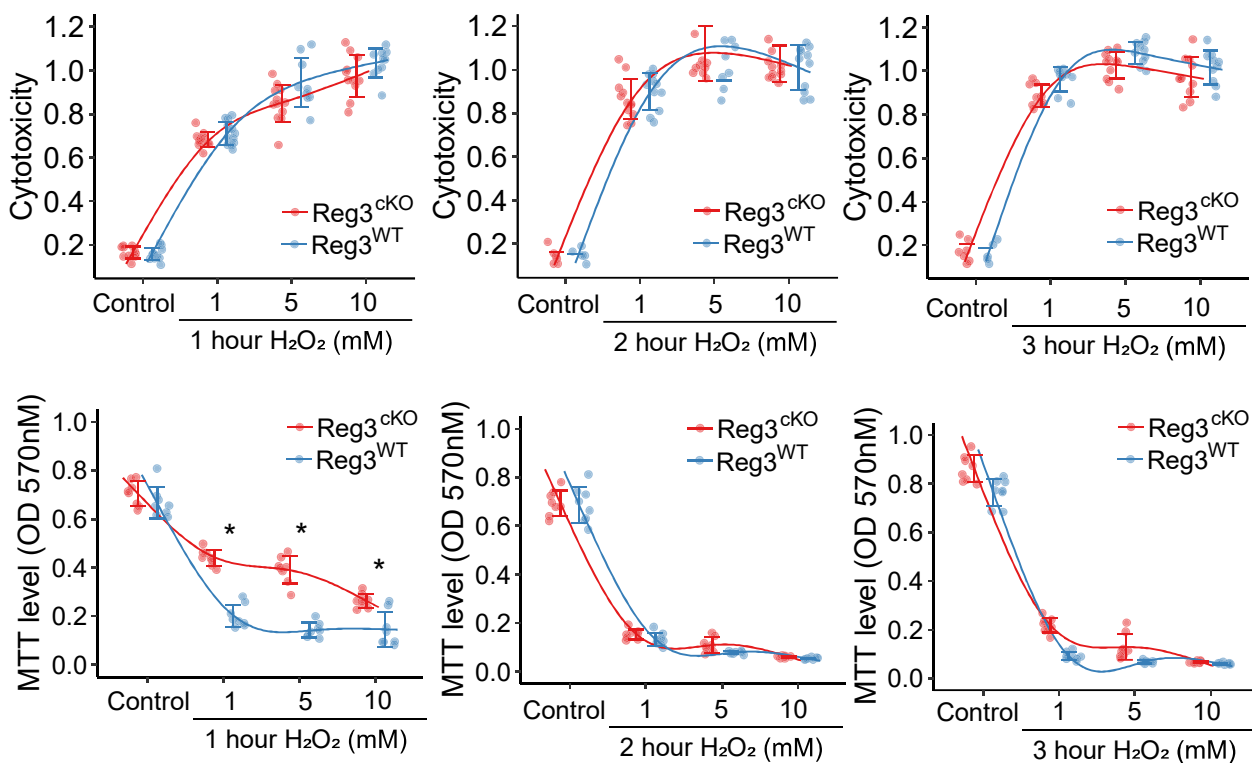 Cytotoxicity
1.2
1.0
0.8
0.6
0.4
0.2
Reg3cKO
Reg3WT
Control 1 5 10
1 hour H₂O₂ (mM)
Cytotoxicity
1.2
1.0
0.8
0.6
0.4
0.2
Reg3cKO
Reg3WT
Control 1 5 10
2 hour H₂O₂ (mM)
Cytotoxicity
1.2
1.0
0.8
0.6
0.4
0.2
Reg3cKO
Reg3WT
Control 1 5 10
3 hour H₂O₂ (mM)
MTT level (OD 570nM)
1.0
0.8
0.6
0.4
0.2
0.0
Reg3cKO
Reg3WT
* * *
Control 1 5 10
1 hour H₂O₂ (mM)
MTT level (OD 570nM)
1.0
0.8
0.6
0.4
0.2
0.0
Reg3cKO
Reg3WT
Control 1 5 10
2 hour H₂O₂ (mM)
MTT level (OD 570nM)
1.0
0.8
0.6
0.4
0.2
0.0
Reg3cKO
Reg3WT
Control 1 5 10
3 hour H₂O₂ (mM)